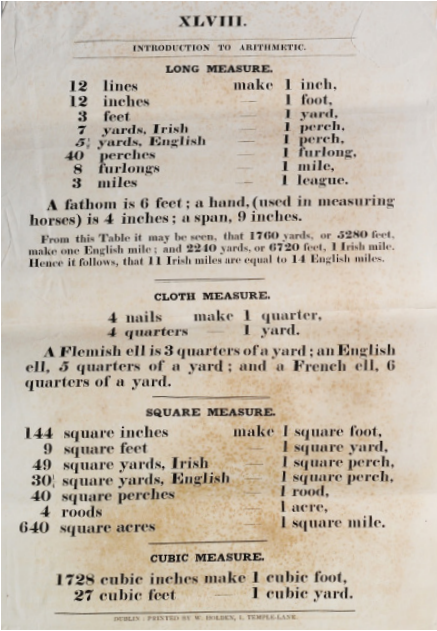 XLVIII.
INTRODUCTION TO ARITHMETIC.
LONG MEASURE.
12 lines make 1 inch,
12 inches — 1 foot,
3 feet — 1 yard,
7 yards, Irish — 1 perch,
5½ yards, English — 1 perch,
40 perches — 1 furlong,
8 furlongs — 1 mile,
3 miles — 1 league.
A fathom is 6 feet; a hand, (used in measuring
horses) is 4 inches; a span, 9 inches.
From this Table it may be seen, that 1760 yards, or 5280 feet,
make one English mile; and 2240 yards, or 6720 feet, 1 Irish mile.
Hence it follows, that 11 Irish miles are equal to 14 English miles.
CLOTH MEASURE.
4 nails make 1 quarter,
4 quarters — 1 yard.
A Flemish ell is 3 quarters of a yard; an English
ell, 5 quarters of a yard; and a French ell, 6
quarters of a yard.
SQUARE MEASURE.
144 square inches make 1 square foot,
9 square feet — 1 square yard,
49 square yards, Irish — 1 square perch,
30¼ square yards, English — 1 square perch,
40 square perches — 1 rood,
4 roods — 1 acre,
640 square acres — 1 square mile.
CUBIC MEASURE.
1728 cubic inches make 1 cubic foot,
27 cubic feet — 1 cubic yard.
DUBLIN: PRINTED BY W. HOLDEN, 1, TEMPLE-LANE.